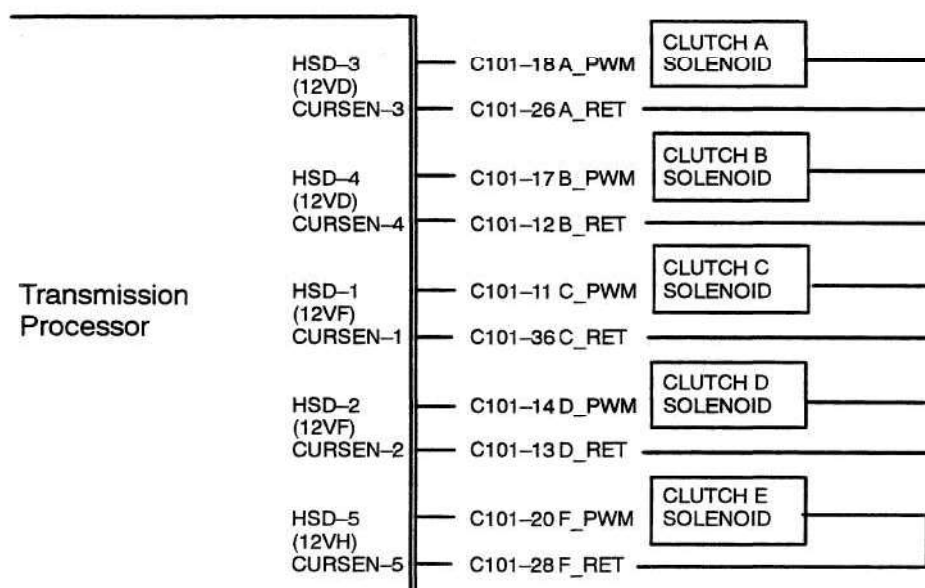 HSD–3
(12VD)
CURSEN–3
C101–18 A_PWM
C101–26 A_RET
CLUTCH A
SOLENOID
HSD–4
(12VD)
CURSEN–4
C101–17 B_PWM
C101–12 B_RET
CLUTCH B
SOLENOID
Transmission
Processor
HSD–1
(12VF)
CURSEN–1
C101–11 C_PWM
C101–36 C_RET
CLUTCH C
SOLENOID
HSD–2
(12VF)
CURSEN–2
C101–14 D_PWM
C101–13 D_RET
CLUTCH D
SOLENOID
HSD–5
(12VH)
CURSEN–5
C101–20 F_PWM
C101–28 F_RET
CLUTCH E
SOLENOID